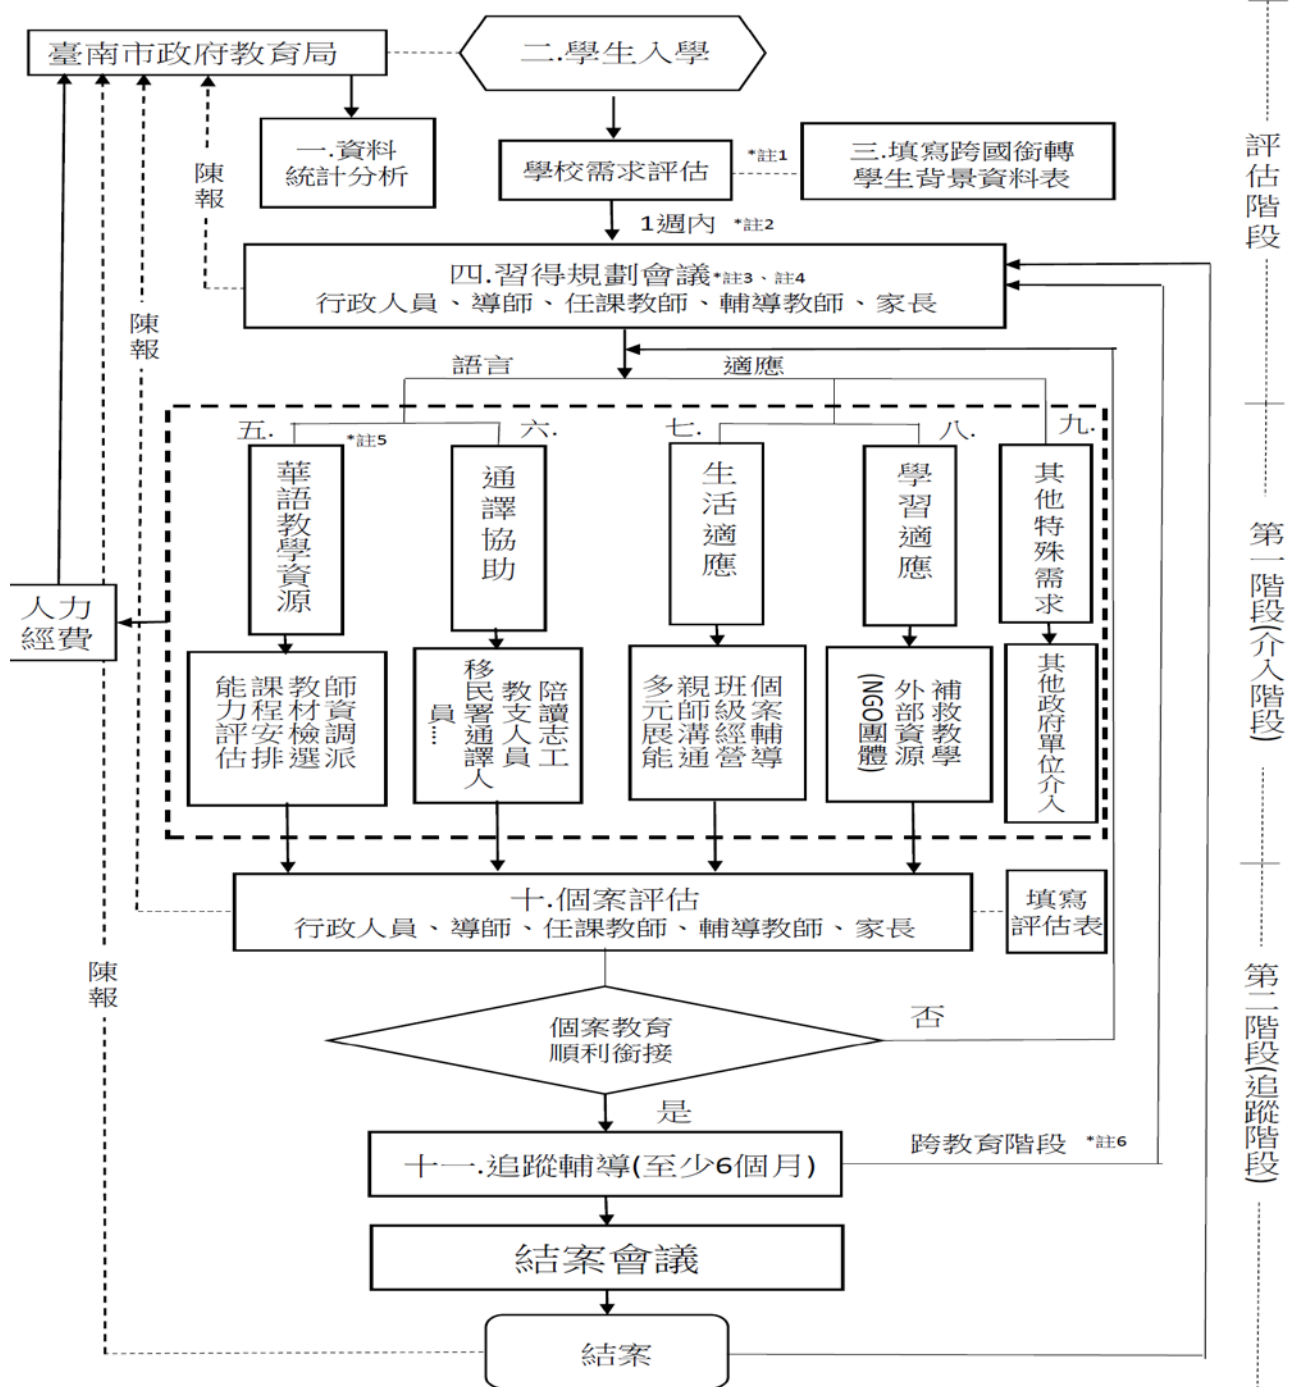 臺南市政府教育局
二.學生入學
一.資料
統計分析
學校需求評估
*註1
三.填寫跨國銜轉
學生背景資料表
陳報
1週內 *註2
四.習得規劃會議*註3、註4
行政人員、導師、任課教師、輔導教師、家長
陳報
語言
適應
五.
*註5
六.
七.
八.
九.
華語教學資源
通譯協助
生活適應
學習適應
其他特殊需求
人力
經費
師資調派
教材檢選
課程安排
能力評估
陪讀志工
教支人員
移民署通譯人
員....
個案輔導
班級經營
親師溝通
多元展能
補救教學
外部資源
(NGO團體)
其他政府單位介入
十.個案評估
行政人員、導師、任課教師、輔導教師、家長
填寫
評估表
陳報
個案教育
順利銜接
否
是
十一.追蹤輔導(至少6個月)
跨教育階段 *註6
結案會議
結案
評估階段
第一階段(介入階段)
第二階段(追蹤階段)